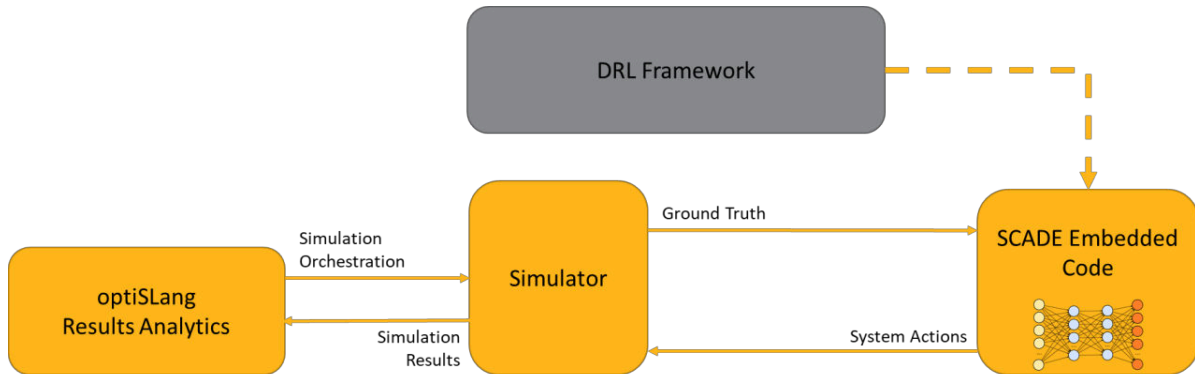 DRL Framework
Ground Truth
SCADE Embedded
Code
Simulation
Orchestration
Simulator
optiSLang
Results Analytics
Simulation
Results
System Actions